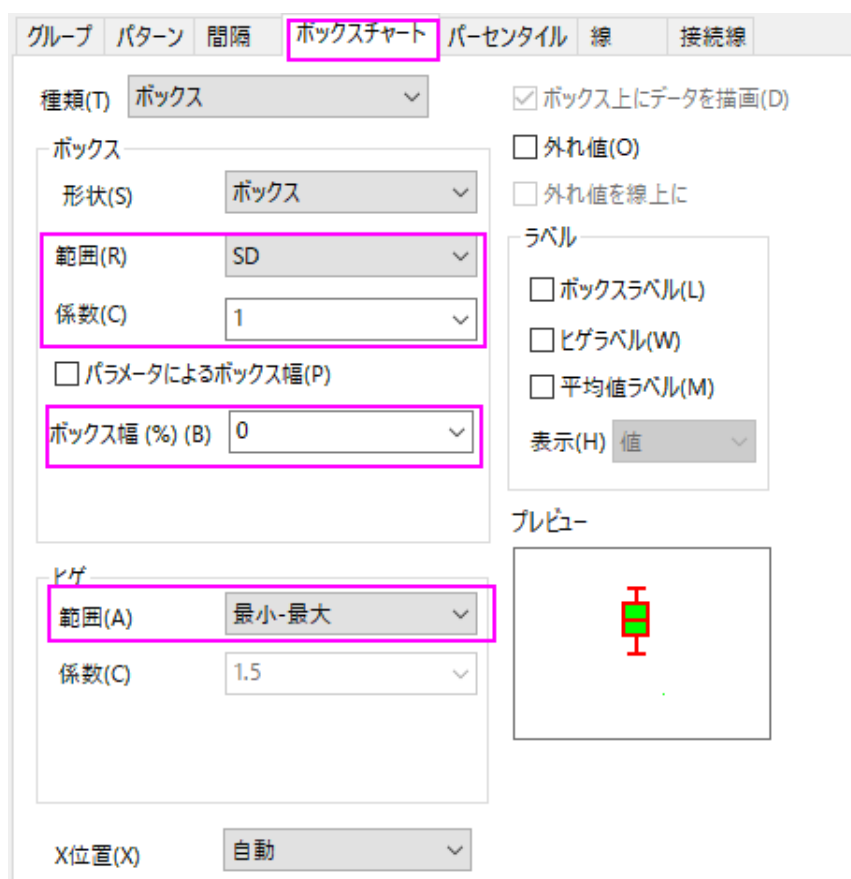 グループ パターン 間隔 ボックスチャート パーセンタイル 線 接続線
種類(T) ボックス
ボックス
形状(S) ボックス
範囲(R) SD
係数(C) 1
パラメータによるボックス幅(P)
ボックス幅 (%) (B) 0
ヒゲ
範囲(A) 最小-最大
係数(C) 1.5
X位置(X) 自動
ボックス上にデータを描画(D)
外れ値(O)
外れ値を線上に
ラベル
ボックスラベル(L)
ヒゲラベル(W)
平均値ラベル(M)
表示(H) 値
プレビュー